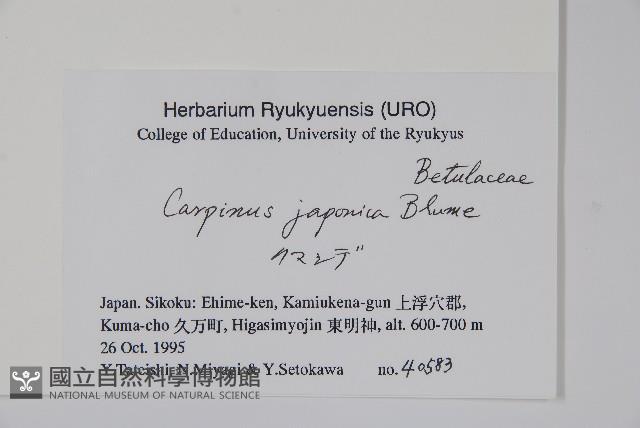 Herbarium Ryukyuensis (URO)
College of Education, University of the Ryukyus
Betulaceae
Carpinus japonica Blume
クマシデ
Japan. Sikoku: Ehime-ken, Kamiukena-gun 上浮穴郡,
Kuma-cho 久万町, Higasimyojin 東明神, alt. 600-700 m
26 Oct. 1995
Y.Tateishi, N.Miyagi & Y.Setokawa no. 40583
國立自然科學博物館
NATIONAL MUSEUM OF NATURAL SCIENCE